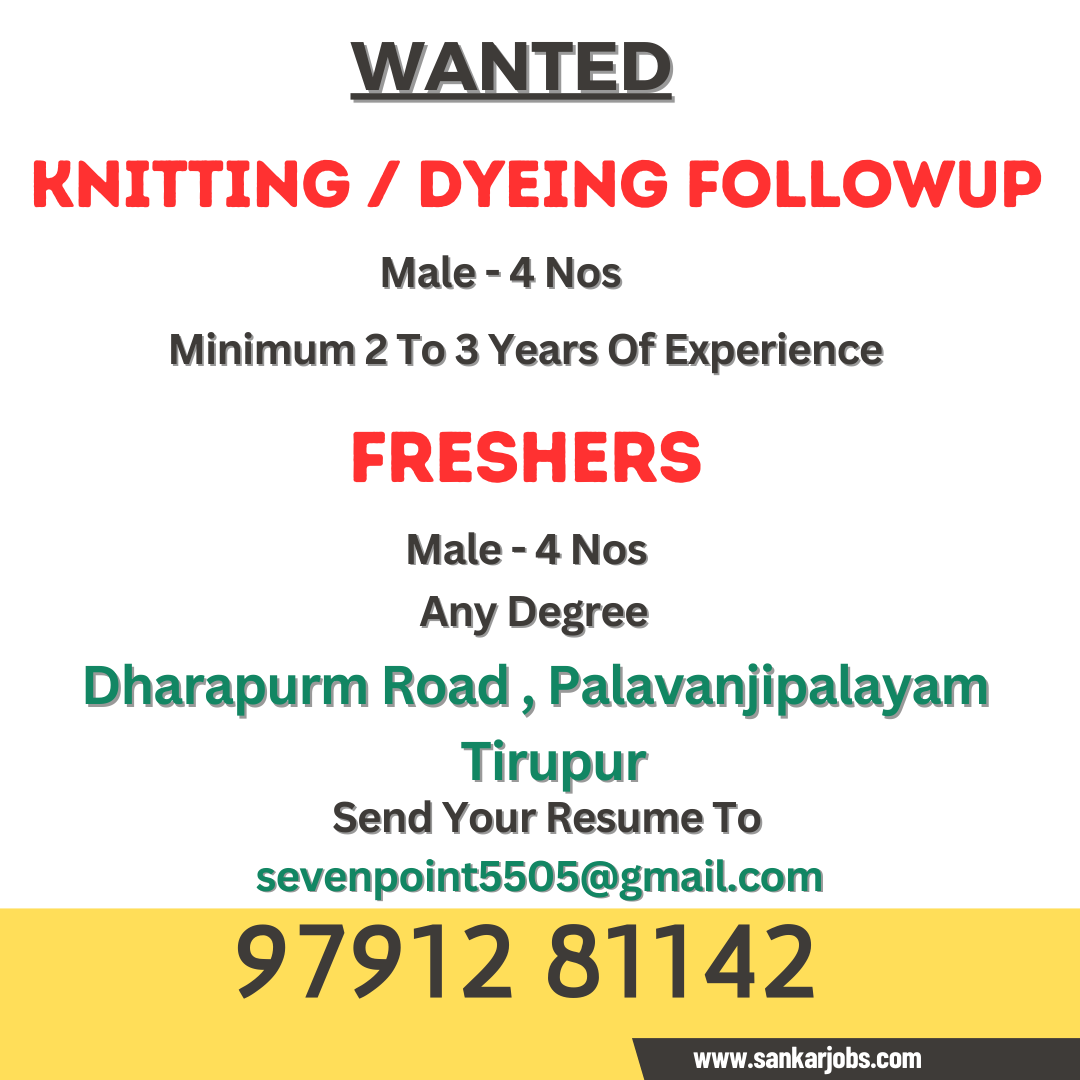 WANTED
KNITTING / DYEING FOLLOWUP
Male - 4 Nos
Minimum 2 To 3 Years Of Experience
FRESHERS
Male - 4 Nos
Any Degree
Dharapurm Road , Palavanjipalayam
Tirupur
Send Your Resume To
sevenpoint5505@gmail.com
97912 81142
www.sankarjobs.com